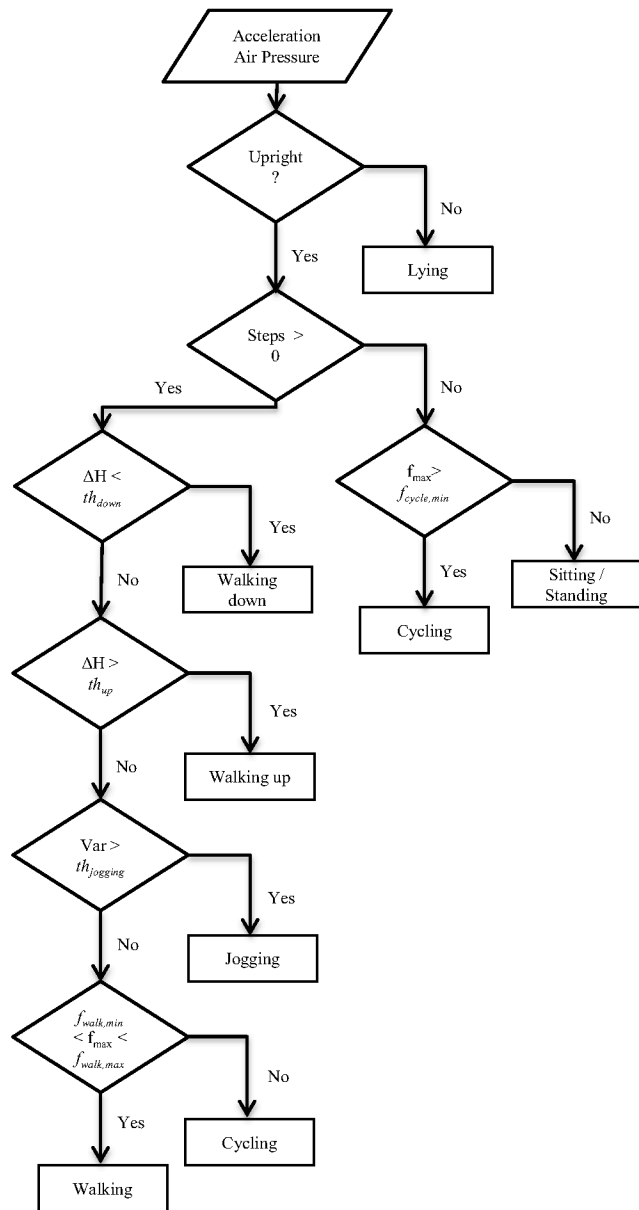 Acceleration
Air Pressure
Upright
?
No
Yes
Lying
Steps >
0
Yes
No
ΔH <
th_down
f_max>
f_cycle,min
Yes
No
No
Yes
Walking
down
Sitting /
Standing
Cycling
ΔH >
th_up
Yes
No
Walking up
Var >
th_jogging
Yes
No
Jogging
f_walk,min
< f_max <
f_walk,max
No
Yes
Cycling
Walking